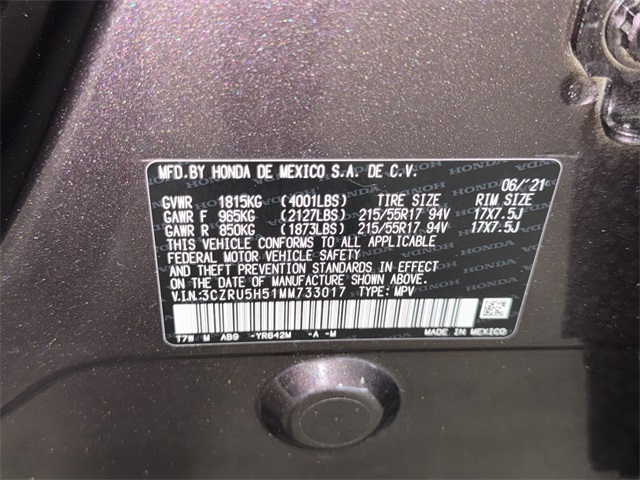 MFD.BY HONDA DE MEXICO S.A. DE C.V.
06/'21
GVWR 1815KG (4001LBS) TIRE SIZE RIM SIZE
GAWR F 965KG (2127LBS) 215/55R17 94V 17X7.5J
GAWR R 850KG (1873LBS) 215/55R17 94V 17X7.5J
THIS VEHICLE CONFORMS TO ALL APPLICABLE
FEDERAL MOTOR VEHICLE SAFETY
AND THEFT PREVENTION STANDARDS IN EFFECT
ON THE DATE OF MANUFACTURE SHOWN ABOVE.
V.I.N:3CZRU5H51MM733017 TYPE: MPV
T7W M AB9 -YR642M -A -M
MADE IN MEXICO